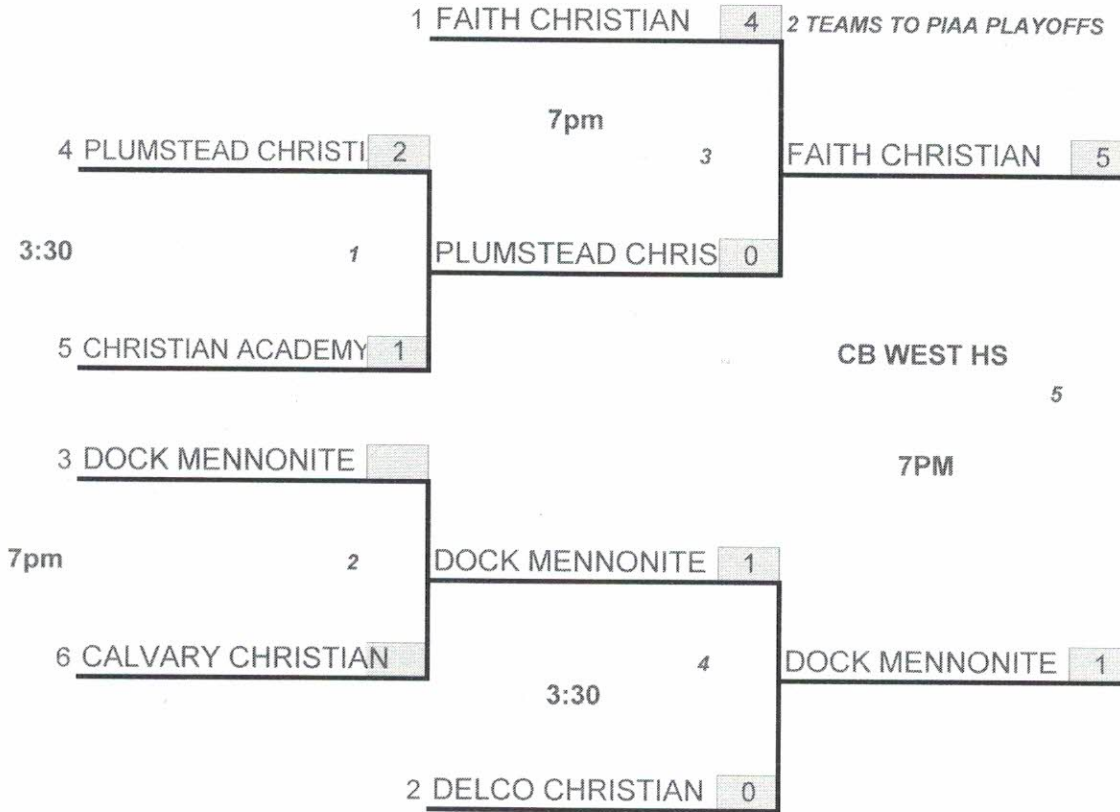 1 FAITH CHRISTIAN 4 2 TEAMS TO PIAA PLAYOFFS
7pm
4 PLUMSTEAD CHRISTI 2
3
FAITH CHRISTIAN 5
3:30
1
PLUMSTEAD CHRIS 0
5 CHRISTIAN ACADEMY 1
CB WEST HS
5
3 DOCK MENNONITE
7PM
7pm
2
DOCK MENNONITE 1
6 CALVARY CHRISTIAN
4
DOCK MENNONITE 1
3:30
2 DELCO CHRISTIAN 0